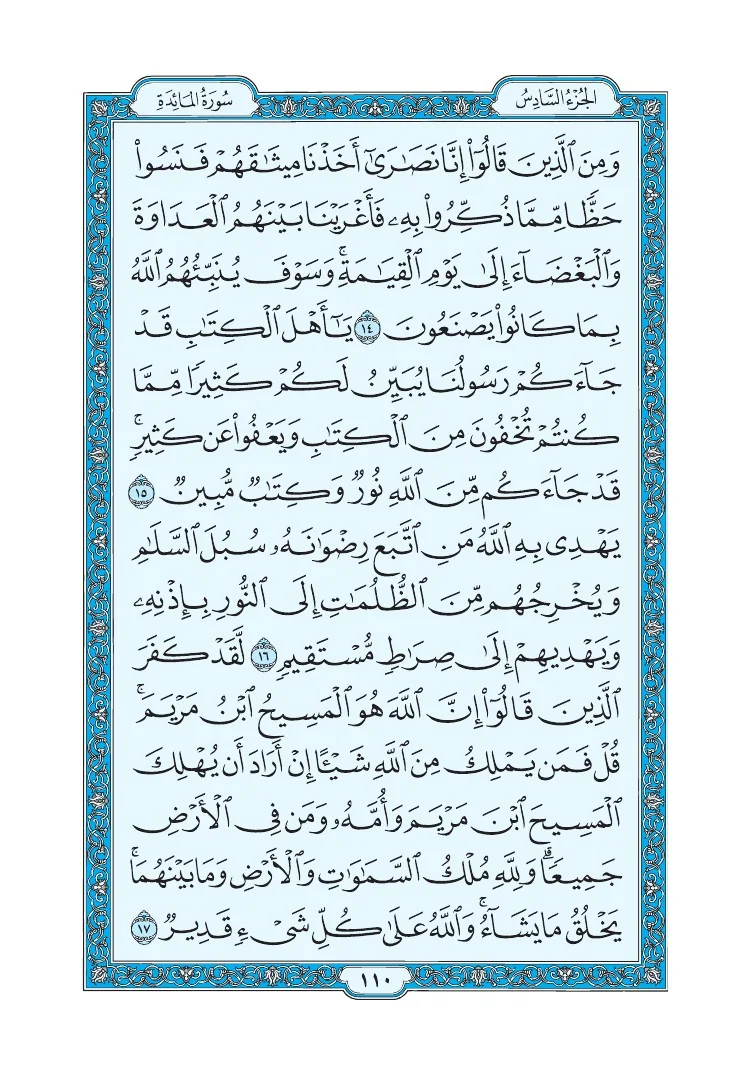 الجزء السادس
سورة المائدة
وَمِنَ ٱلَّذِينَ قَالُوٓا۟ إِنَّا نَصَٰرَىٰٓ أَخَذْنَا مِيثَٰقَهُمْ فَنَسُوا۟
حَظًّا مِّمَّا ذُكِّرُوا۟ بِهِۦ فَأَغْرَيْنَا بَيْنَهُمُ ٱلْعَدَاوَةَ
وَٱلْبَغْضَآءَ إِلَىٰ يَوْمِ ٱلْقِيَٰمَةِۚ وَسَوْفَ يُنَبِّئُهُمُ ٱللَّهُ
بِمَا كَانُوا۟ يَصْنَعُونَ ١٤ يَٰٓأَهْلَ ٱلْكِتَٰبِ قَدْ
جَآءَكُمْ رَسُولُنَا يُبَيِّنُ لَكُمْ كَثِيرًا مِّمَّا
كُنتُمْ تُخْفُونَ مِنَ ٱلْكِتَٰبِ وَيَعْفُوا۟ عَن كَثِيرٍۚ
قَدْ جَآءَكُم مِّنَ ٱللَّهِ نُورٌ وَكِتَٰبٌ مُّبِينٌ ١٥
يَهْدِى بِهِ ٱللَّهُ مَنِ ٱتَّبَعَ رِضْوَٰنَهُۥ سُبُلَ ٱلسَّلَٰمِ
وَيُخْرِجُهُم مِّنَ ٱلظُّلُمَٰتِ إِلَى ٱلنُّورِ بِإِذْنِهِۦ
وَيَهْدِيهِمْ إِلَىٰ صِرَٰطٍ مُّسْتَقِيمٍ ١٦ لَّقَدْ كَفَرَ
ٱلَّذِينَ قَالُوٓا۟ إِنَّ ٱللَّهَ هُوَ ٱلْمَسِيحُ ٱبْنُ مَرْيَمَۚ
قُلْ فَمَن يَمْلِكُ مِنَ ٱللَّهِ شَيْـًٔا إِنْ أَرَادَ أَن يُهْلِكَ
ٱلْمَسِيحَ ٱبْنَ مَرْيَمَ وَأُمَّهُۥ وَمَن فِى ٱلْأَرْضِ
جَمِيعًاۗ وَلِلَّهِ مُلْكُ ٱلسَّمَٰوَٰتِ وَٱلْأَرْضِ وَمَا بَيْنَهُمَاۚ
يَخْلُقُ مَا يَشَآءُۚ وَٱللَّهُ عَلَىٰ كُلِّ شَىْءٍ قَدِيرٌ ١٧
١١٠